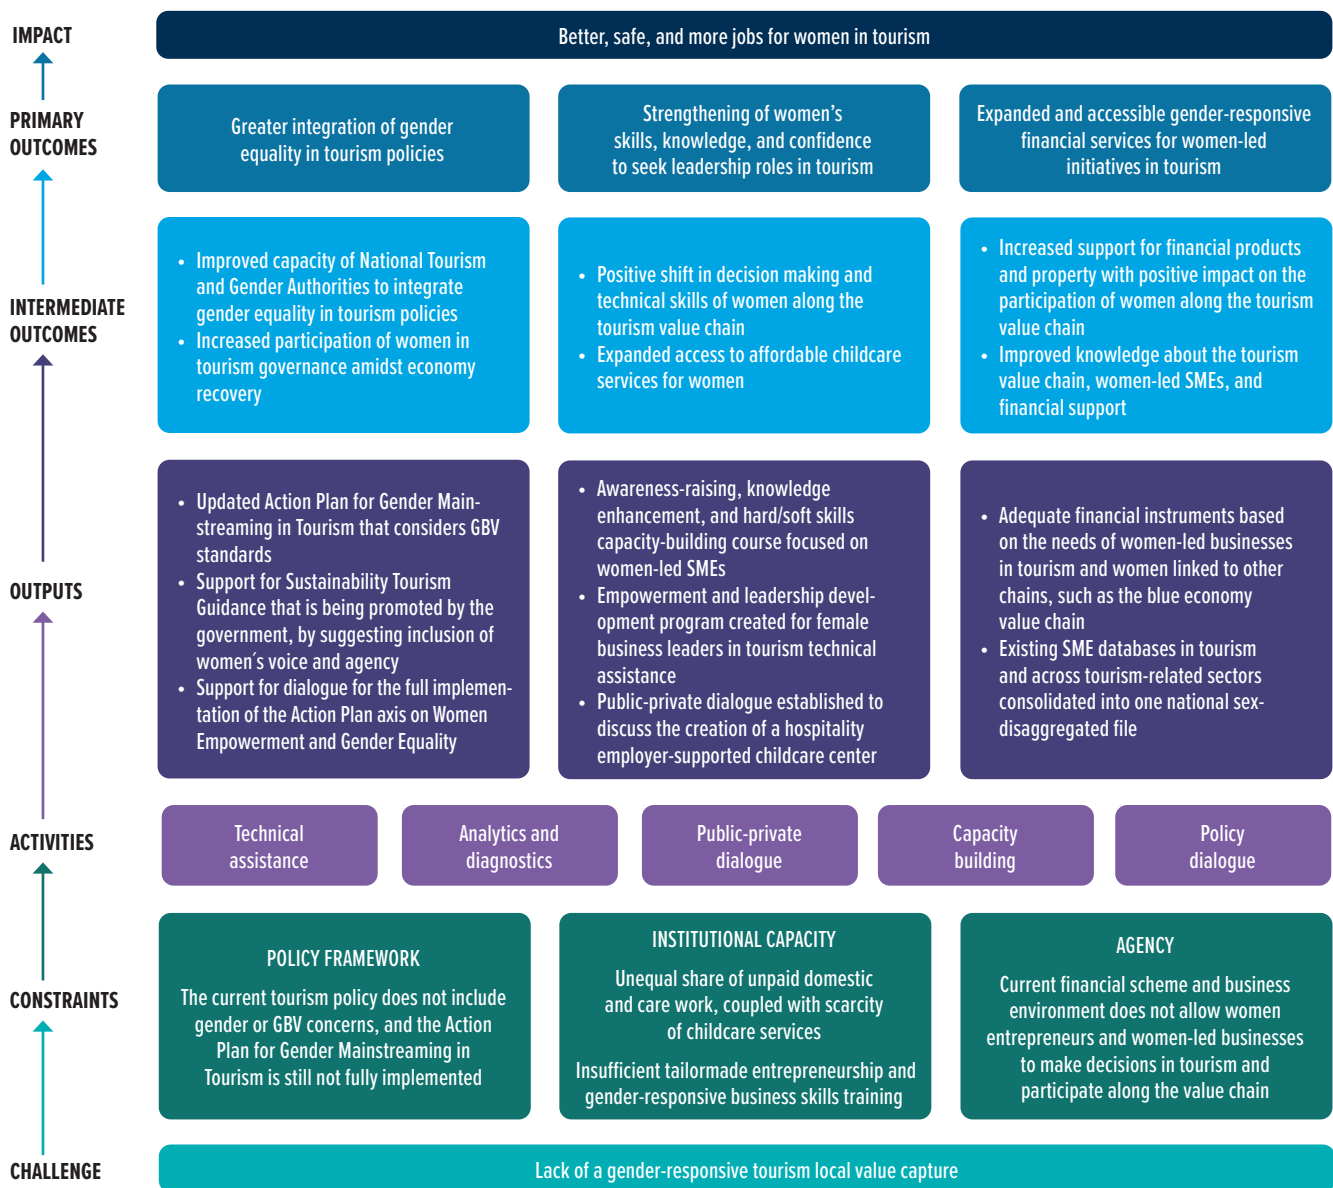 IMPACT
Better, safe, and more jobs for women in tourism
PRIMARY
OUTCOMES
Greater integration of gender
equality in tourism policies
Strengthening of women’s
skills, knowledge, and confidence
to seek leadership roles in tourism
Expanded and accessible gender-responsive
financial services for women-led
initiatives in tourism
INTERMEDIATE
OUTCOMES
• Improved capacity of National Tourism
and Gender Authorities to integrate
gender equality in tourism policies
• Increased participation of women in
tourism governance amidst economy
recovery
• Positive shift in decision making and
technical skills of women along the
tourism value chain
• Expanded access to affordable childcare
services for women
• Increased support for financial products
and property with positive impact on the
participation of women along the tourism
value chain
• Improved knowledge about the tourism
value chain, women-led SMEs, and
financial support
OUTPUTS
• Updated Action Plan for Gender Main-
streaming in Tourism that considers GBV
standards
• Support for Sustainability Tourism
Guidance that is being promoted by the
government, by suggesting inclusion of
women´s voice and agency
• Support for dialogue for the full implemen-
tation of the Action Plan axis on Women
Empowerment and Gender Equality
• Awareness-raising, knowledge
enhancement, and hard/soft skills
capacity-building course focused on
women-led SMEs
• Empowerment and leadership devel-
opment program created for female
business leaders in tourism technical
assistance
• Public-private dialogue established to
discuss the creation of a hospitality
employer-supported childcare center
• Adequate financial instruments based
on the needs of women-led businesses
in tourism and women linked to other
chains, such as the blue economy
value chain
• Existing SME databases in tourism
and across tourism-related sectors
consolidated into one national sex-
disaggregated file
ACTIVITIES
Technical
assistance
Analytics and
diagnostics
Public-private
dialogue
Capacity
building
Policy
dialogue
CONSTRAINTS
POLICY FRAMEWORK
The current tourism policy does not include
gender or GBV concerns, and the Action
Plan for Gender Mainstreaming in
Tourism is still not fully implemented
INSTITUTIONAL CAPACITY
Unequal share of unpaid domestic
and care work, coupled with scarcity
of childcare services
Insufficient tailormade entrepreneurship and
gender-responsive business skills training
AGENCY
Current financial scheme and business
environment does not allow women
entrepreneurs and women-led businesses
to make decisions in tourism and
participate along the value chain
CHALLENGE
Lack of a gender-responsive tourism local value capture